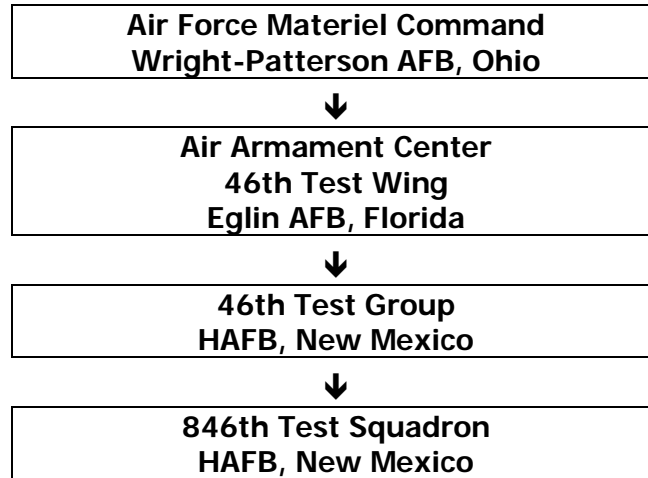 Air Force Materiel Command
Wright-Patterson AFB, Ohio
Air Armament Center
46th Test Wing
Eglin AFB, Florida
46th Test Group
HAFB, New Mexico
846th Test Squadron
HAFB, New Mexico